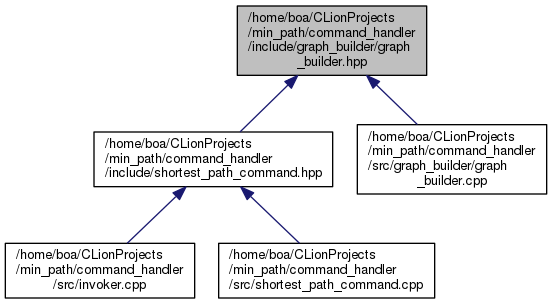 /home/boa/CLionProjects
/min_path/command_handler
/include/graph_builder/graph
_builder.hpp
/home/boa/CLionProjects
/min_path/command_handler
/include/shortest_path_command.hpp
/home/boa/CLionProjects
/min_path/command_handler
/src/graph_builder/graph
_builder.cpp
/home/boa/CLionProjects
/min_path/command_handler
/src/invoker.cpp
/home/boa/CLionProjects
/min_path/command_handler
/src/shortest_path_command.cpp